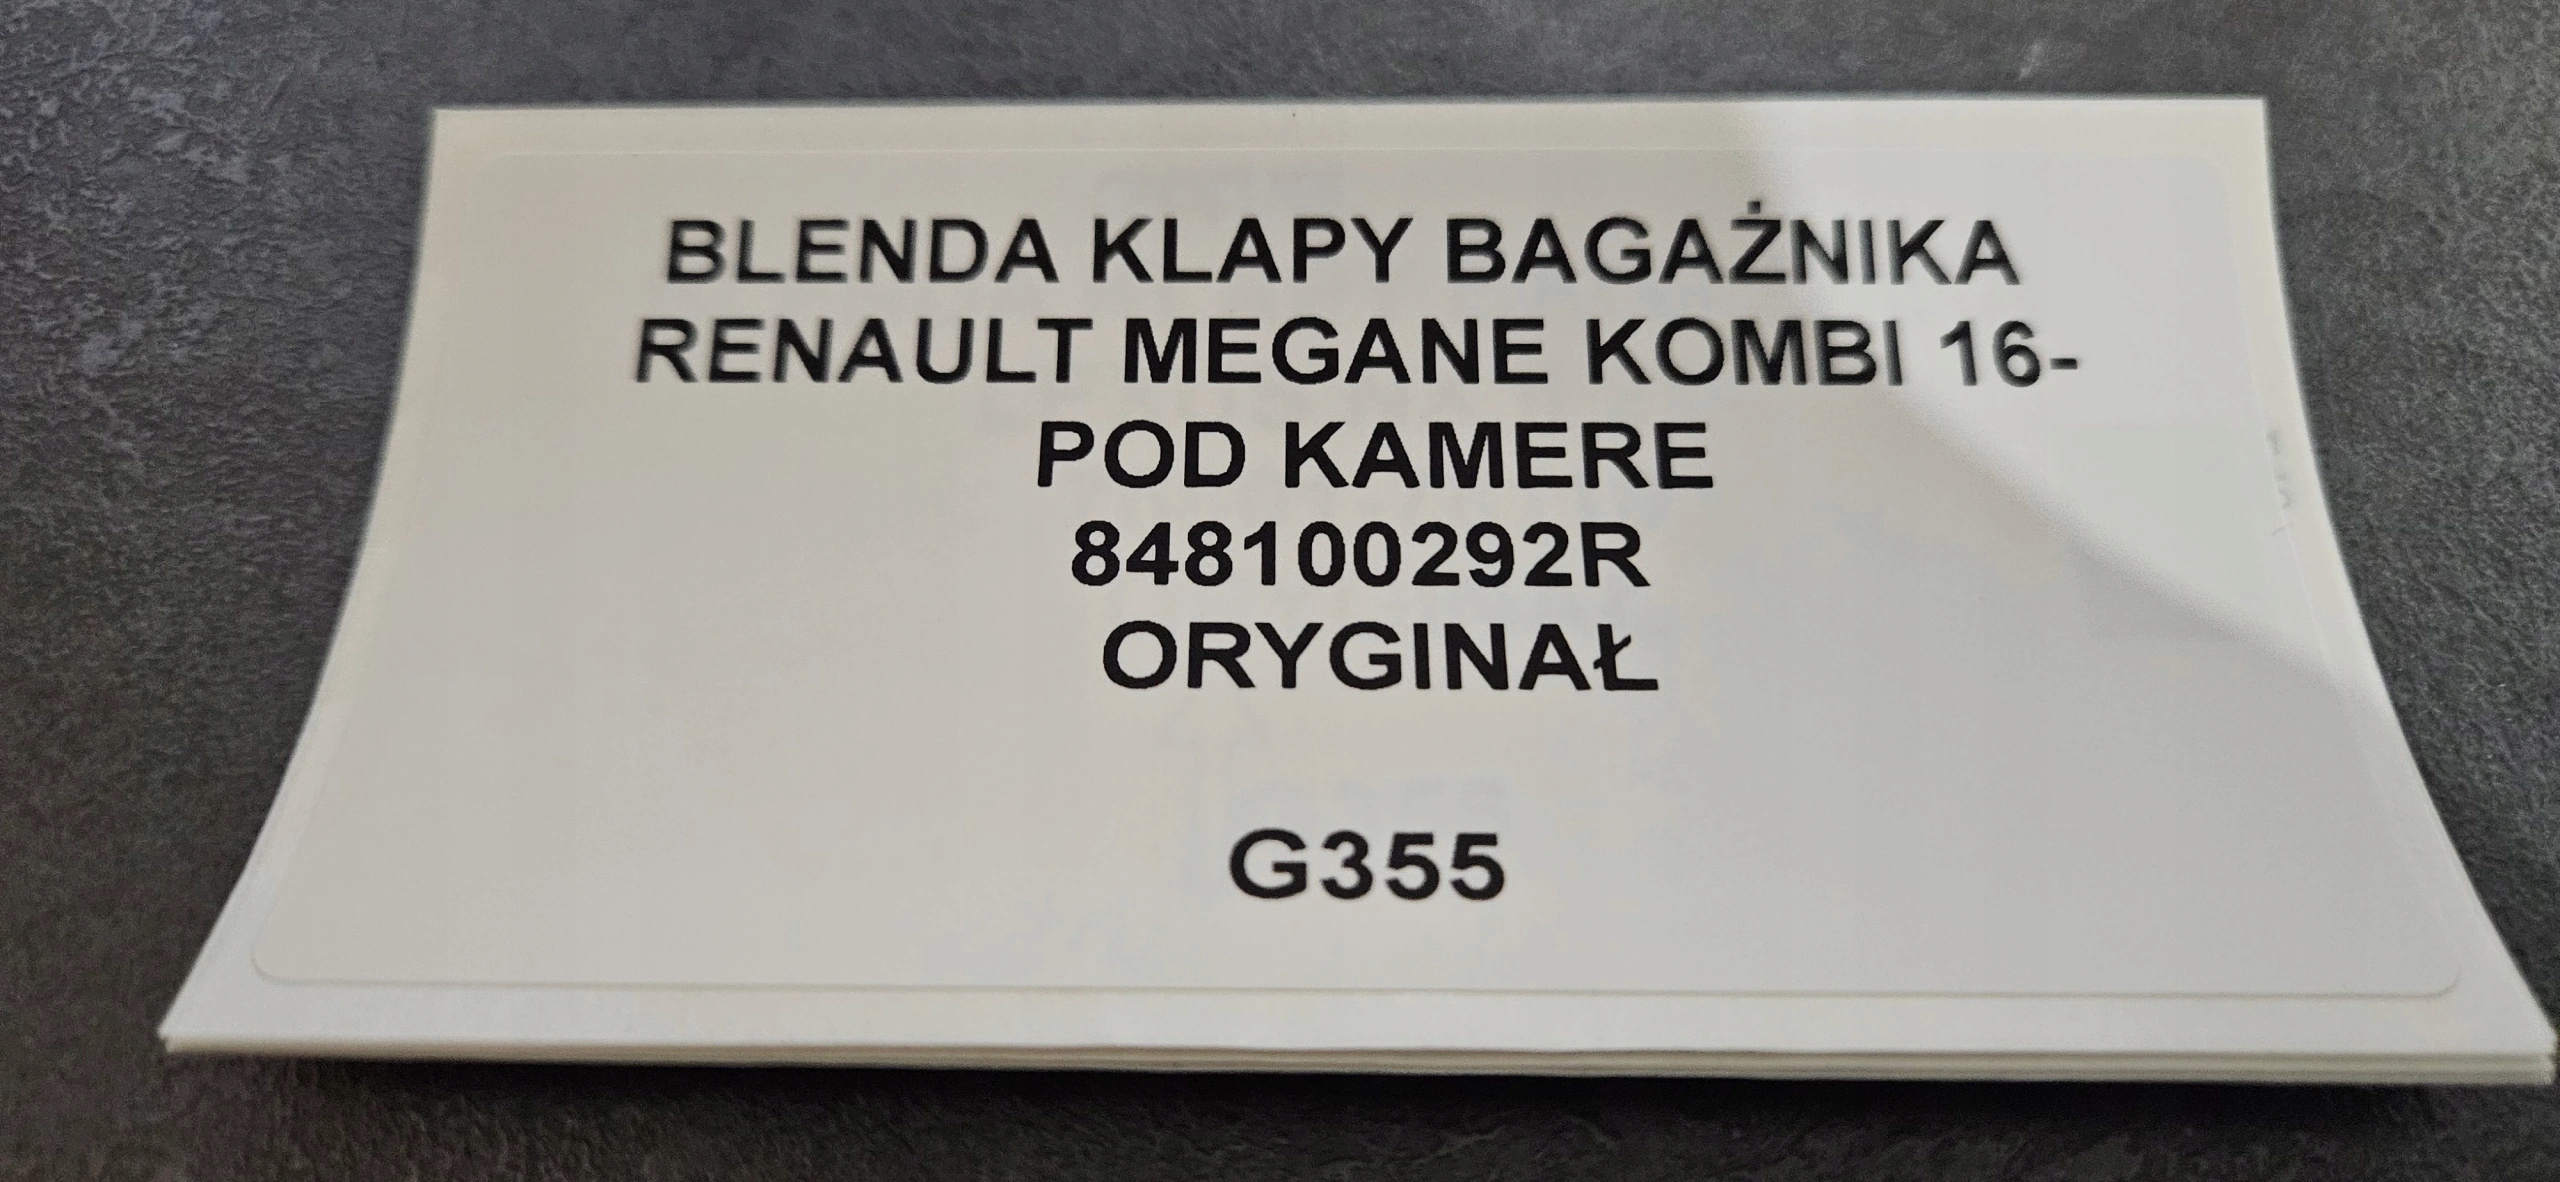 BLENDA KLAPY BAGAŻNIKA
RENAULT MEGANE KOMBI 16-
POD KAMERE
848100292R
ORYGINAŁ
G355